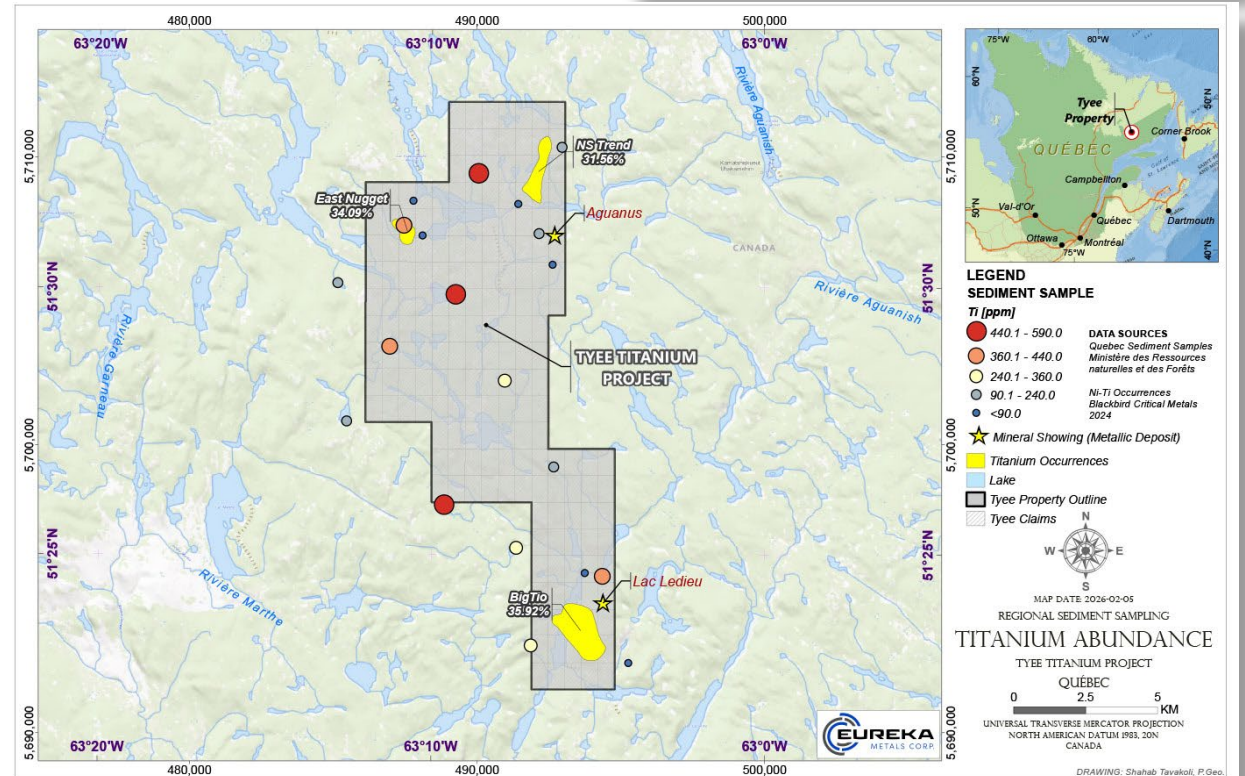 480,000
490,000
500,000
63°20'W
63°10'W
63°0'W
5,710,000
5,710,000
51°30'N
51°30'N
5,700,000
5,700,000
51°25'N
51°25'N
5,690,000
5,690,000
63°20'W
63°10'W
63°0'W
480,000
490,000
500,000
Rivière Aguanish
NS Trend
31.56%
East Nugget
34.09%
Aguanus
CANADA
Rivière Aguanish
Rivière Garneau
TYEE TITANIUM
PROJECT
Rivière Marthe
Lac Ledieu
BigTio
35.92%
EUREKA
METALS CORP.
75°W
60°W
60°N
50°N
Tyee
Property
Corner Brook
QUÉBEC
Gulf of
St. Lawrence
Campbellton
Val-d'Or
50°N
Québec
Dartmouth
Ottawa
Montréal
75°W
40°N
LEGEND
SEDIMENT SAMPLE
Ti [ppm]
440.1 - 590.0
360.1 - 440.0
240.1 - 360.0
90.1 - 240.0
<90.0
DATA SOURCES
Quebec Sediment Samples
Ministère des Ressources
naturelles et des Forêts
Ni-Ti Occurrences
Blackbird Critical Metals
2024
Mineral Showing (Metallic Deposit)
Titanium Occurrences
Lake
Tyee Property Outline
Tyee Claims
N
W
E
S
MAP DATE: 2026-02-05
REGIONAL SEDIMENT SAMPLING
TITANIUM ABUNDANCE
TYEE TITANIUM PROJECT
QUÉBEC
0 2.5 5
KM
UNIVERSAL TRANSVERSE MERCATOR PROJECTION
NORTH AMERICAN DATUM 1983, 20N
CANADA
DRAWING: Shahab Tavakoli, P.Geo.